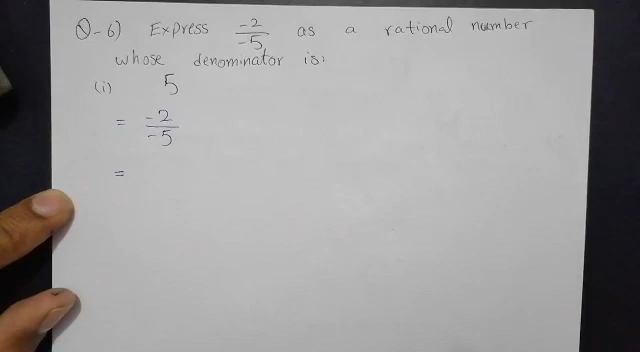 Q-6) Express -2/-5 as a rational number
whose denominator is:
(i) 5
= -2/-5
=